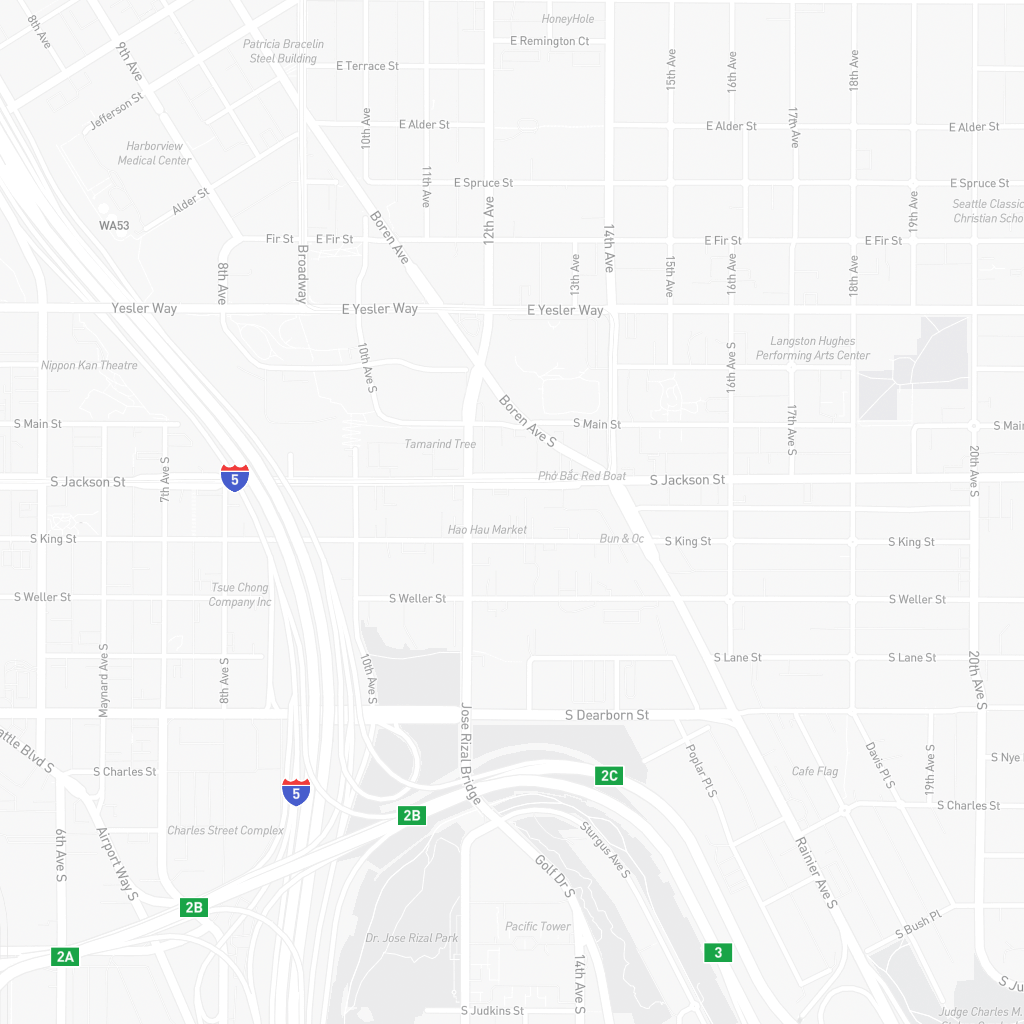 8th Ave
9th Ave
HoneyHole
E Remington Ct
Patricia Bracelin
Steel Building
E Terrace St
15th Ave
16th Ave
18th Ave
Jefferson St
10th Ave
E Alder St
E Alder St
17th Ave
E Alder St
Harborview
Medical Center
11th Ave
E Spruce St
E Spruce St
Alder St
WA53
12th Ave
19th Ave
Seattle Classic
Christian Scho
Fir St
E Fir St
Boren Ave
14th Ave
E Fir St
E Fir St
8th Ave
Broadway
13th Ave
15th Ave
16th Ave
18th Ave
Yesler Way
E Yesler Way
E Yesler Way
Nippon Kan Theatre
10th Ave S
Langston Hughes
Performing Arts Center
16th Ave S
S Main St
Boren Ave S
S Main St
17th Ave S
S Main
Tamarind Tree
7th Ave S
S Jackson St
5
Phở Bắc Red Boat
S Jackson St
20th Ave S
S King St
Hao Hau Market
Bun & Oc
S King St
S King St
Tsue Chong
Company Inc
S Weller St
S Weller St
S Weller St
Maynard Ave S
8th Ave S
10th Ave S
S Lane St
S Lane St
20th Ave S
S Dearborn St
Jose Rizal Bridge
attle Blvd S
S Charles St
5
2C
Poplar Pl S
Cafe Flag
Davis Pl S
19th Ave S
S Nye
S Charles St
2B
Charles Street Complex
6th Ave S
Airport Way S
Sturgus Ave S
Golf Dr S
Rainier Ave S
2B
S Bush Pl
Dr. Jose Rizal Park
Pacific Tower
2A
3
14th Ave S
S Judkins St
S Ju
Judge Charles M.